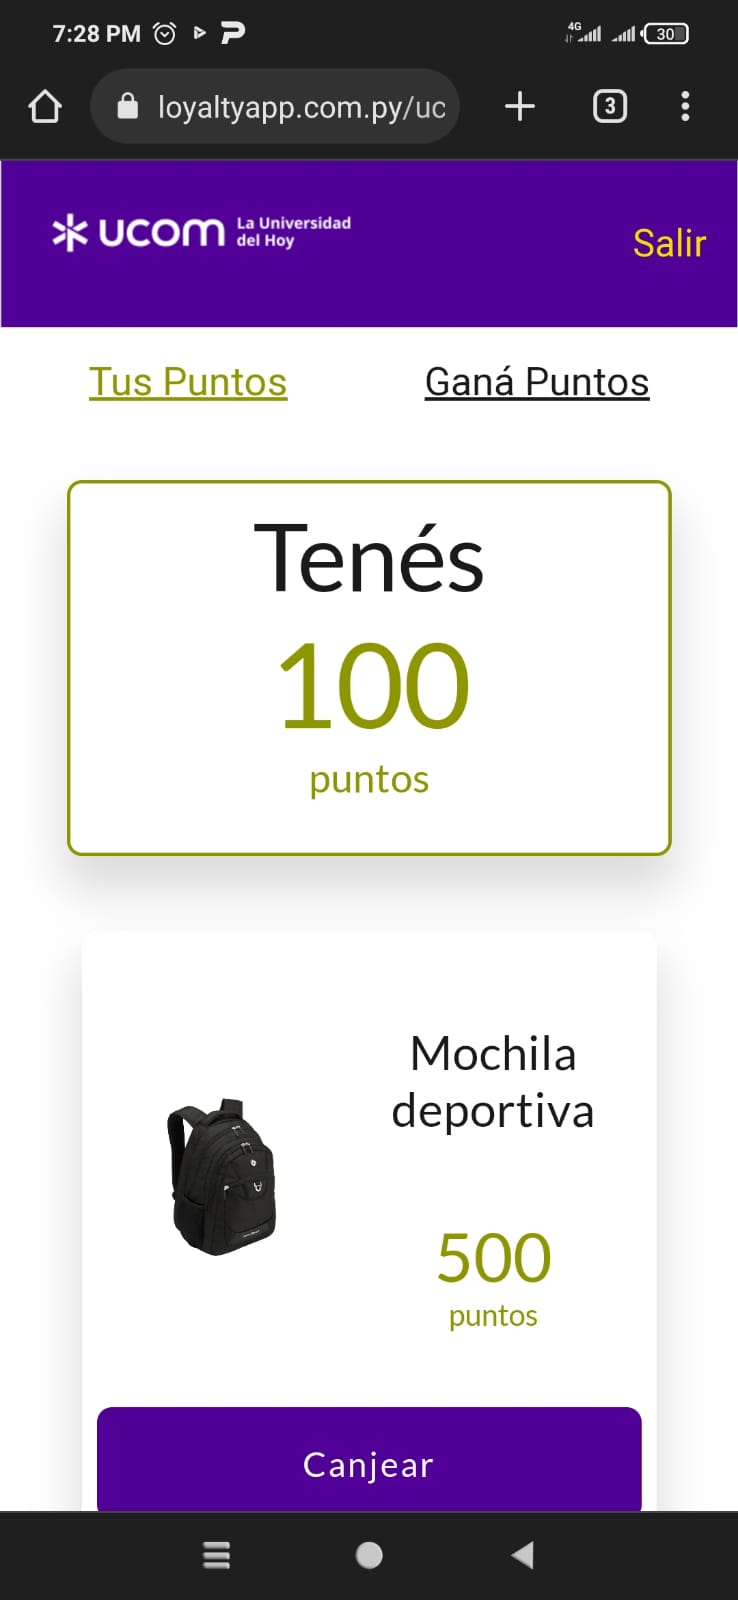 7:28 PM
4G
30
loyaltyapp.com.py/uc
3
ucom La Universidad
del Hoy
Salir
Tus Puntos
Ganá Puntos
Tenés
100
puntos
Mochila
deportiva
500
puntos
Canjear